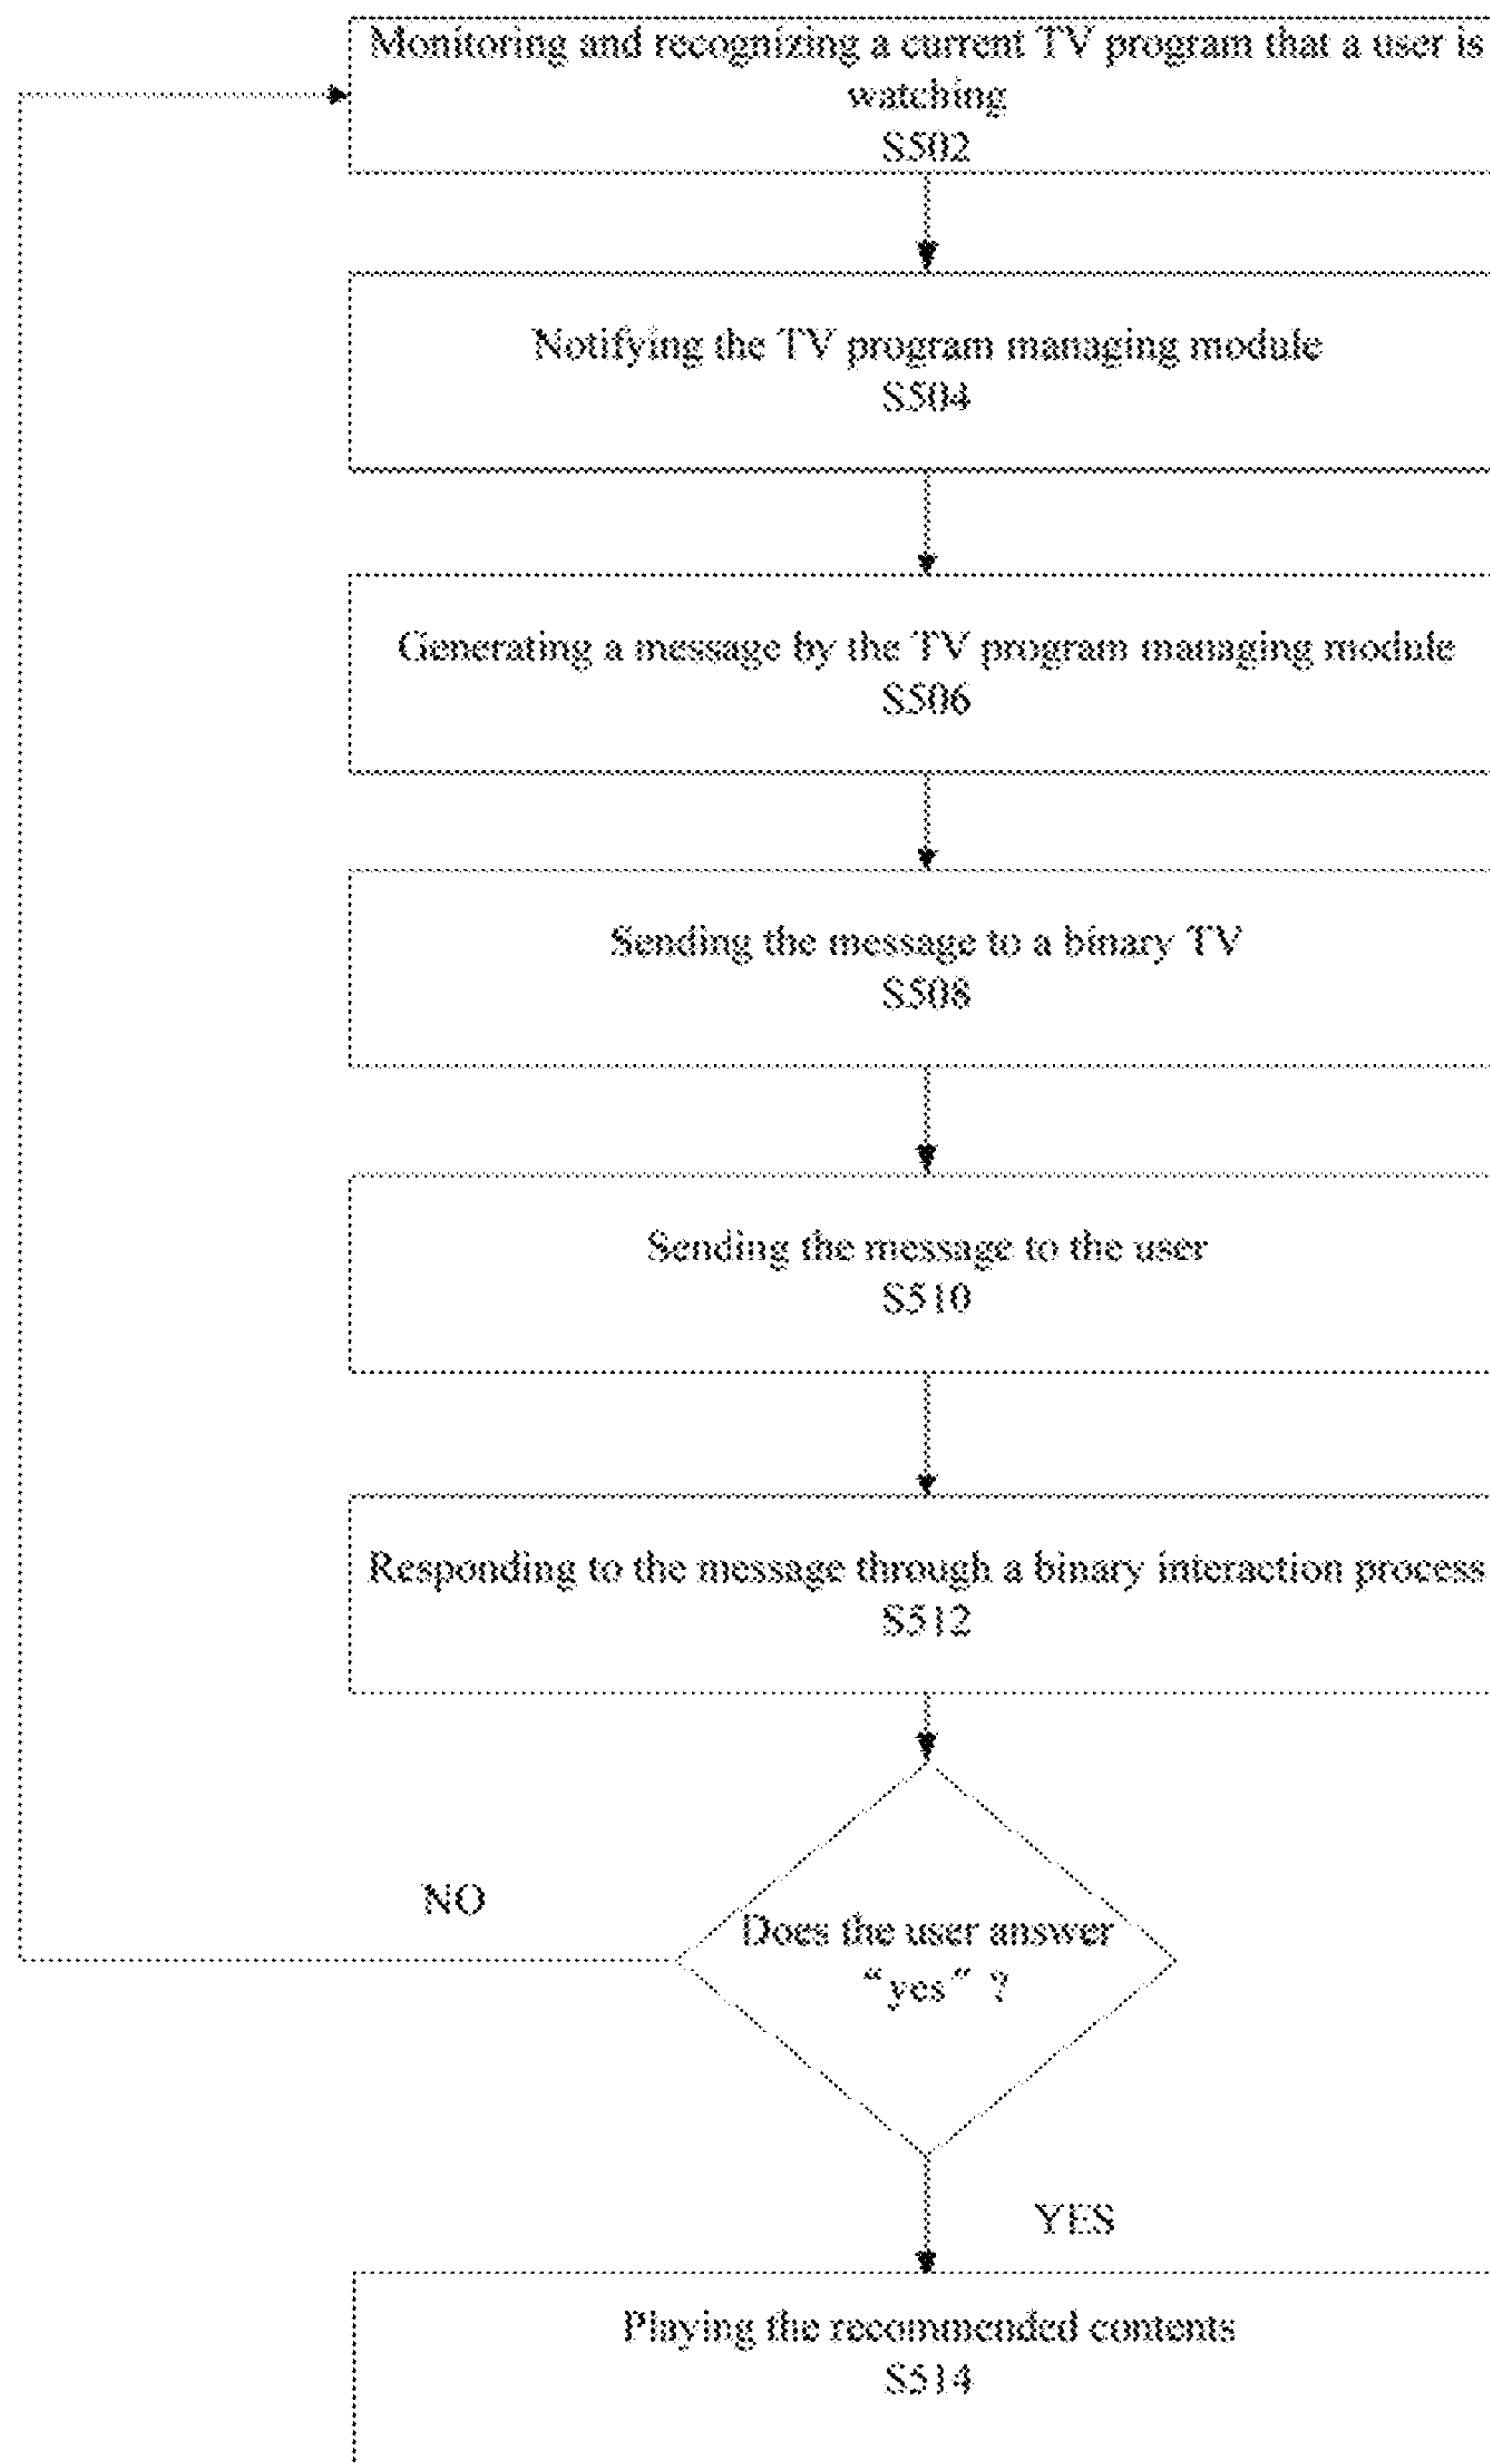 Monitoring and recognizing a current TV program that a user is
watching
S502
Notifying the TV program managing module
S504
Generating a message by the TV program managing module
S506
Sending the message to a binary TV
S508
Sending the message to the user
S510
Responding to the message through a binary interaction process
S512
NO
Does the user answer
“yes” ?
YES
Playing the recommended contents
S514